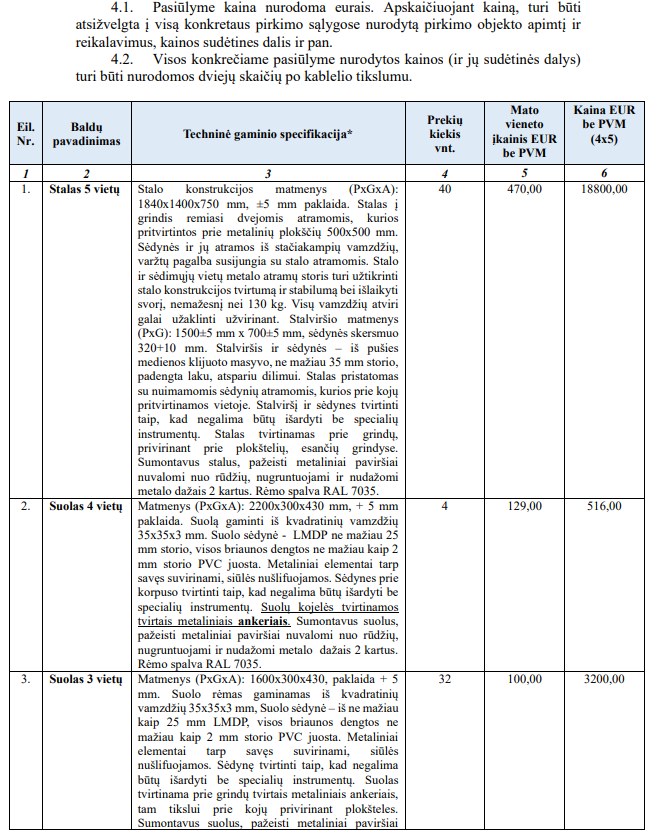 4.1. Pasiūlyme kaina nurodoma eurais. Apskaičiuojant kainą, turi būti
atsižvelgta į visą konkretaus pirkimo sąlygose nurodytą pirkimo objekto apimtį ir
reikalavimus, kainos sudėtines dalis ir pan.
4.2. Visos konkrečiame pasiūlyme nurodytos kainos (ir jų sudėtinės dalys)
turi būti nurodomos dviejų skaičių po kablelio tikslumu.
Eil. Nr.
Baldų pavadinimas
Techninė gaminio specifikacija*
Prekių kiekis vnt.
Mato vieneto įkainis EUR be PVM
Kaina EUR be PVM (4x5)
1 2 3 4 5 6
1. Stalas 5 vietų Stalo konstrukcijos matmenys (PxGxA): 40 470,00 18800,00
1840x1400x750 mm, ±5 mm paklaida. Stalas į
grindis remiasi dvejomis atramomis, kurios
pritvirtintos prie metalinių plokščių 500x500 mm.
Sėdynės ir jų atramos iš stačiakampių vamzdžių,
varžtų pagalba susijungia su stalo atramomis. Stalo
ir sėdimųjų vietų metalo atramų storis turi užtikrinti
stalo konstrukcijos tvirtumą ir stabilumą bei išlaikyti
svorį, nemažesnį nei 130 kg. Visų vamzdžių atviri
galai užaklinti užvirinant. Stalviršio matmenys
(PxG): 1500±5 mm x 700±5 mm, sėdynės skersmuo
320+10 mm. Stalviršis ir sėdynės – iš pušies
medienos klijuoto masyvo, ne mažiau 35 mm storio,
padengta laku, atspariu dilimui. Stalas pristatomas
su nuimamomis sėdynių atramomis, kurios prie kojų
pritvirtinamos vietoje. Stalviršį ir sėdynes tvirtinti
taip, kad negalima būtų išardyti be specialių
instrumentų. Stalas tvirtinamas prie grindų,
privirinant prie plokštelių, esančių grindyse.
Sumontavus stalus, pažeisti metaliniai paviršiai
nuvalomi nuo rūdžių, nugruntuojami ir nudažomi
metalo dažais 2 kartus. Rėmo spalva RAL 7035.
2. Suolas 4 vietų Matmenys (PxGxA): 2200x300x430 mm, + 5 mm 4 129,00 516,00
paklaida. Suolą gaminti iš kvadratinių vamzdžių
35x35x3 mm. Suolo sėdynė - LMDP ne mažiau 25
mm storio, visos briaunos dengtos ne mažiau kaip 2
mm storio PVC juosta. Metaliniai elementai tarp
savęs suvirinami, siūlės nušlifuojamos. Sėdynes prie
korpuso tvirtinti taip, kad negalima būtų išardyti be
specialių instrumentų. Suolų kojelės tvirtinamos
tvirtais metaliniais ankeriais. Sumontavus suolus,
pažeisti metaliniai paviršiai nuvalomi nuo rūdžių,
nugruntuojami ir nudažomi metalo dažais 2 kartus.
Rėmo spalva RAL 7035.
3. Suolas 3 vietų Matmenys (PxGxA): 1600x300x430, paklaida + 5 32 100,00 3200,00
mm. Suolo rėmas gaminamas iš kvadratinių
vamzdžių 35x35x3 mm, Suolo sėdynė – iš ne mažiau
kaip 25 mm LMDP, visos briaunos dengtos ne
mažiau kaip 2 mm storio PVC juosta. Metaliniai
elementai tarp savęs suvirinami, siūlės
nušlifuojamos. Sėdynę tvirtinti taip, kad negalima
būtų išardyti be specialių instrumentų. Suolas
tvirtinama prie grindų tvirtais metaliniais ankeriais,
tam tikslui prie kojų privirinant plokšteles.
Sumontavus suolus, pažeisti metaliniai paviršiai